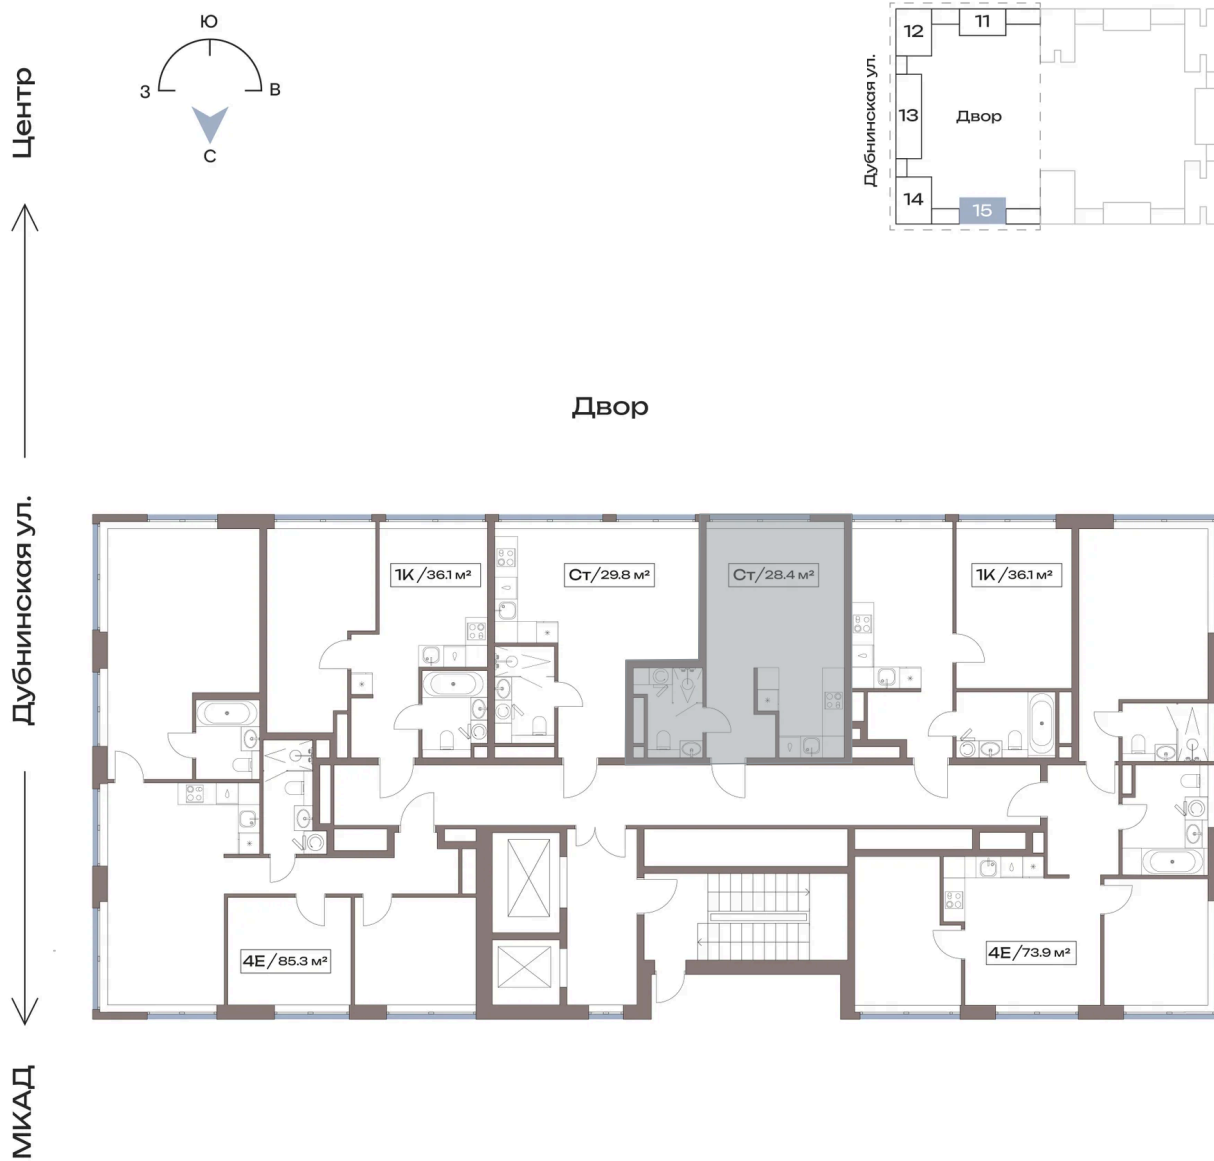 Ю
З
В
С
12
11
13
Двор
14
15
Дубнинская ул.
Центр
Дубнинская ул.
МКАД
Двор
1К / 36.1 м²
Ст / 29.8 м²
Ст / 28.4 м²
1К / 36.1 м²
4Е / 85.3 м²
4Е / 73.9 м²